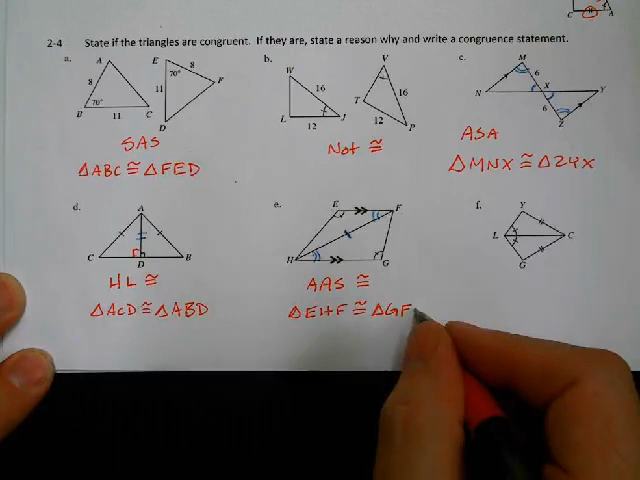 C H A
2-4 State if the triangles are congruent. If they are, state a reason why and write a congruence statement.
a. A 8 70° B 11 C E 8 70° F 11 D
b. W 16 L 12 J V 16 T 12 P
c. M 6 N X Y 6 Z
SAS
△ABC ≅ △FED
Not ≅
ASA
△MNX ≅ △ZYX
d. A C D B
e. E F H G
f. Y L C G
HL ≅
△ACD ≅ △ABD
AAS ≅
△EHF ≅ △GF